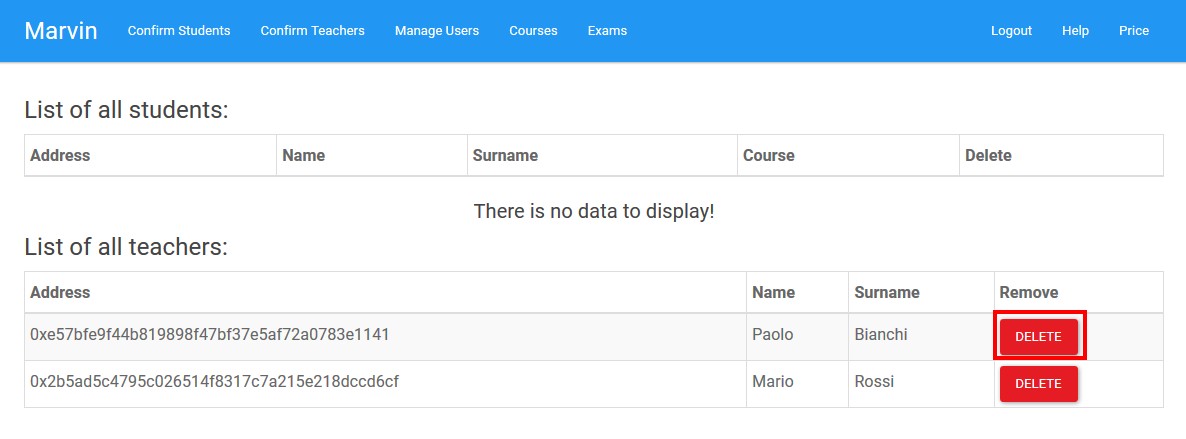 Marvin Confirm Students Confirm Teachers Manage Users Courses Exams Logout Help Price
List of all students:
Address Name Surname Course Delete
There is no data to display!
List of all teachers:
Address Name Surname Remove
0xe57bfe9f44b819898f47bf37e5af72a0783e1141 Paolo Bianchi DELETE
0x2b5ad5c4795c026514f8317c7a215e218dccd6cf Mario Rossi DELETE